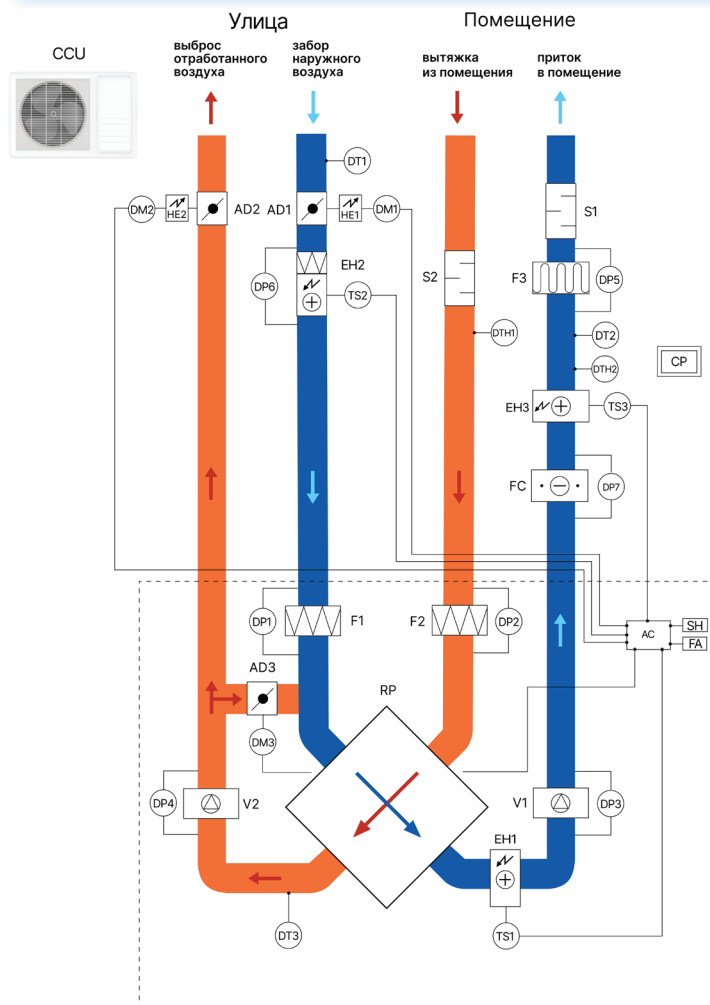 Улица
Помещение
CCU
выброс
отработанного
воздуха
забор
наружного
воздуха
вытяжка
из помещения
приток
в помещение
DT1
DM2
HE2
AD2
AD1
HE1
DM1
S1
EH2
DP6
TS2
S2
F3
DP5
DTH1
DT2
DTH2
CP
EH3
TS3
FC
DP7
DP1
F1
F2
DP2
AC
SH
FA
AD3
RP
DM3
DP4
V2
V1
DP3
EH1
DT3
TS1